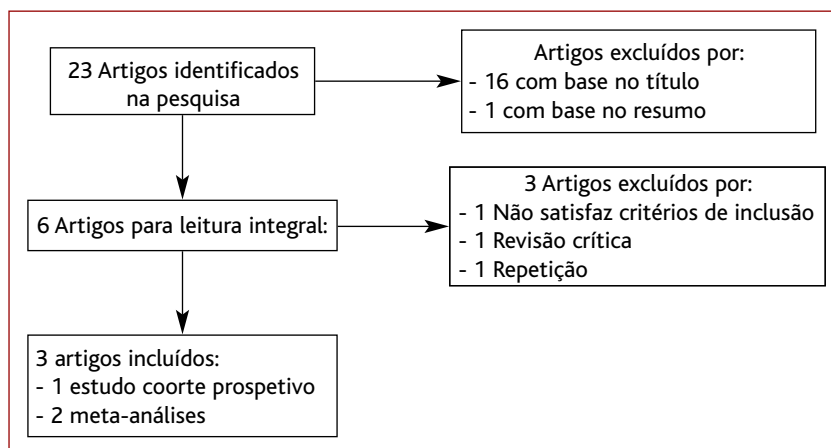 23 Artigos identificados
na pesquisa
Artigos excluídos por:
- 16 com base no título
- 1 com base no resumo
6 Artigos para leitura integral:
3 Artigos excluídos por:
- 1 Não satisfaz critérios de inclusão
- 1 Revisão crítica
- 1 Repetição
3 artigos incluídos:
- 1 estudo coorte prospetivo
- 2 meta-análises